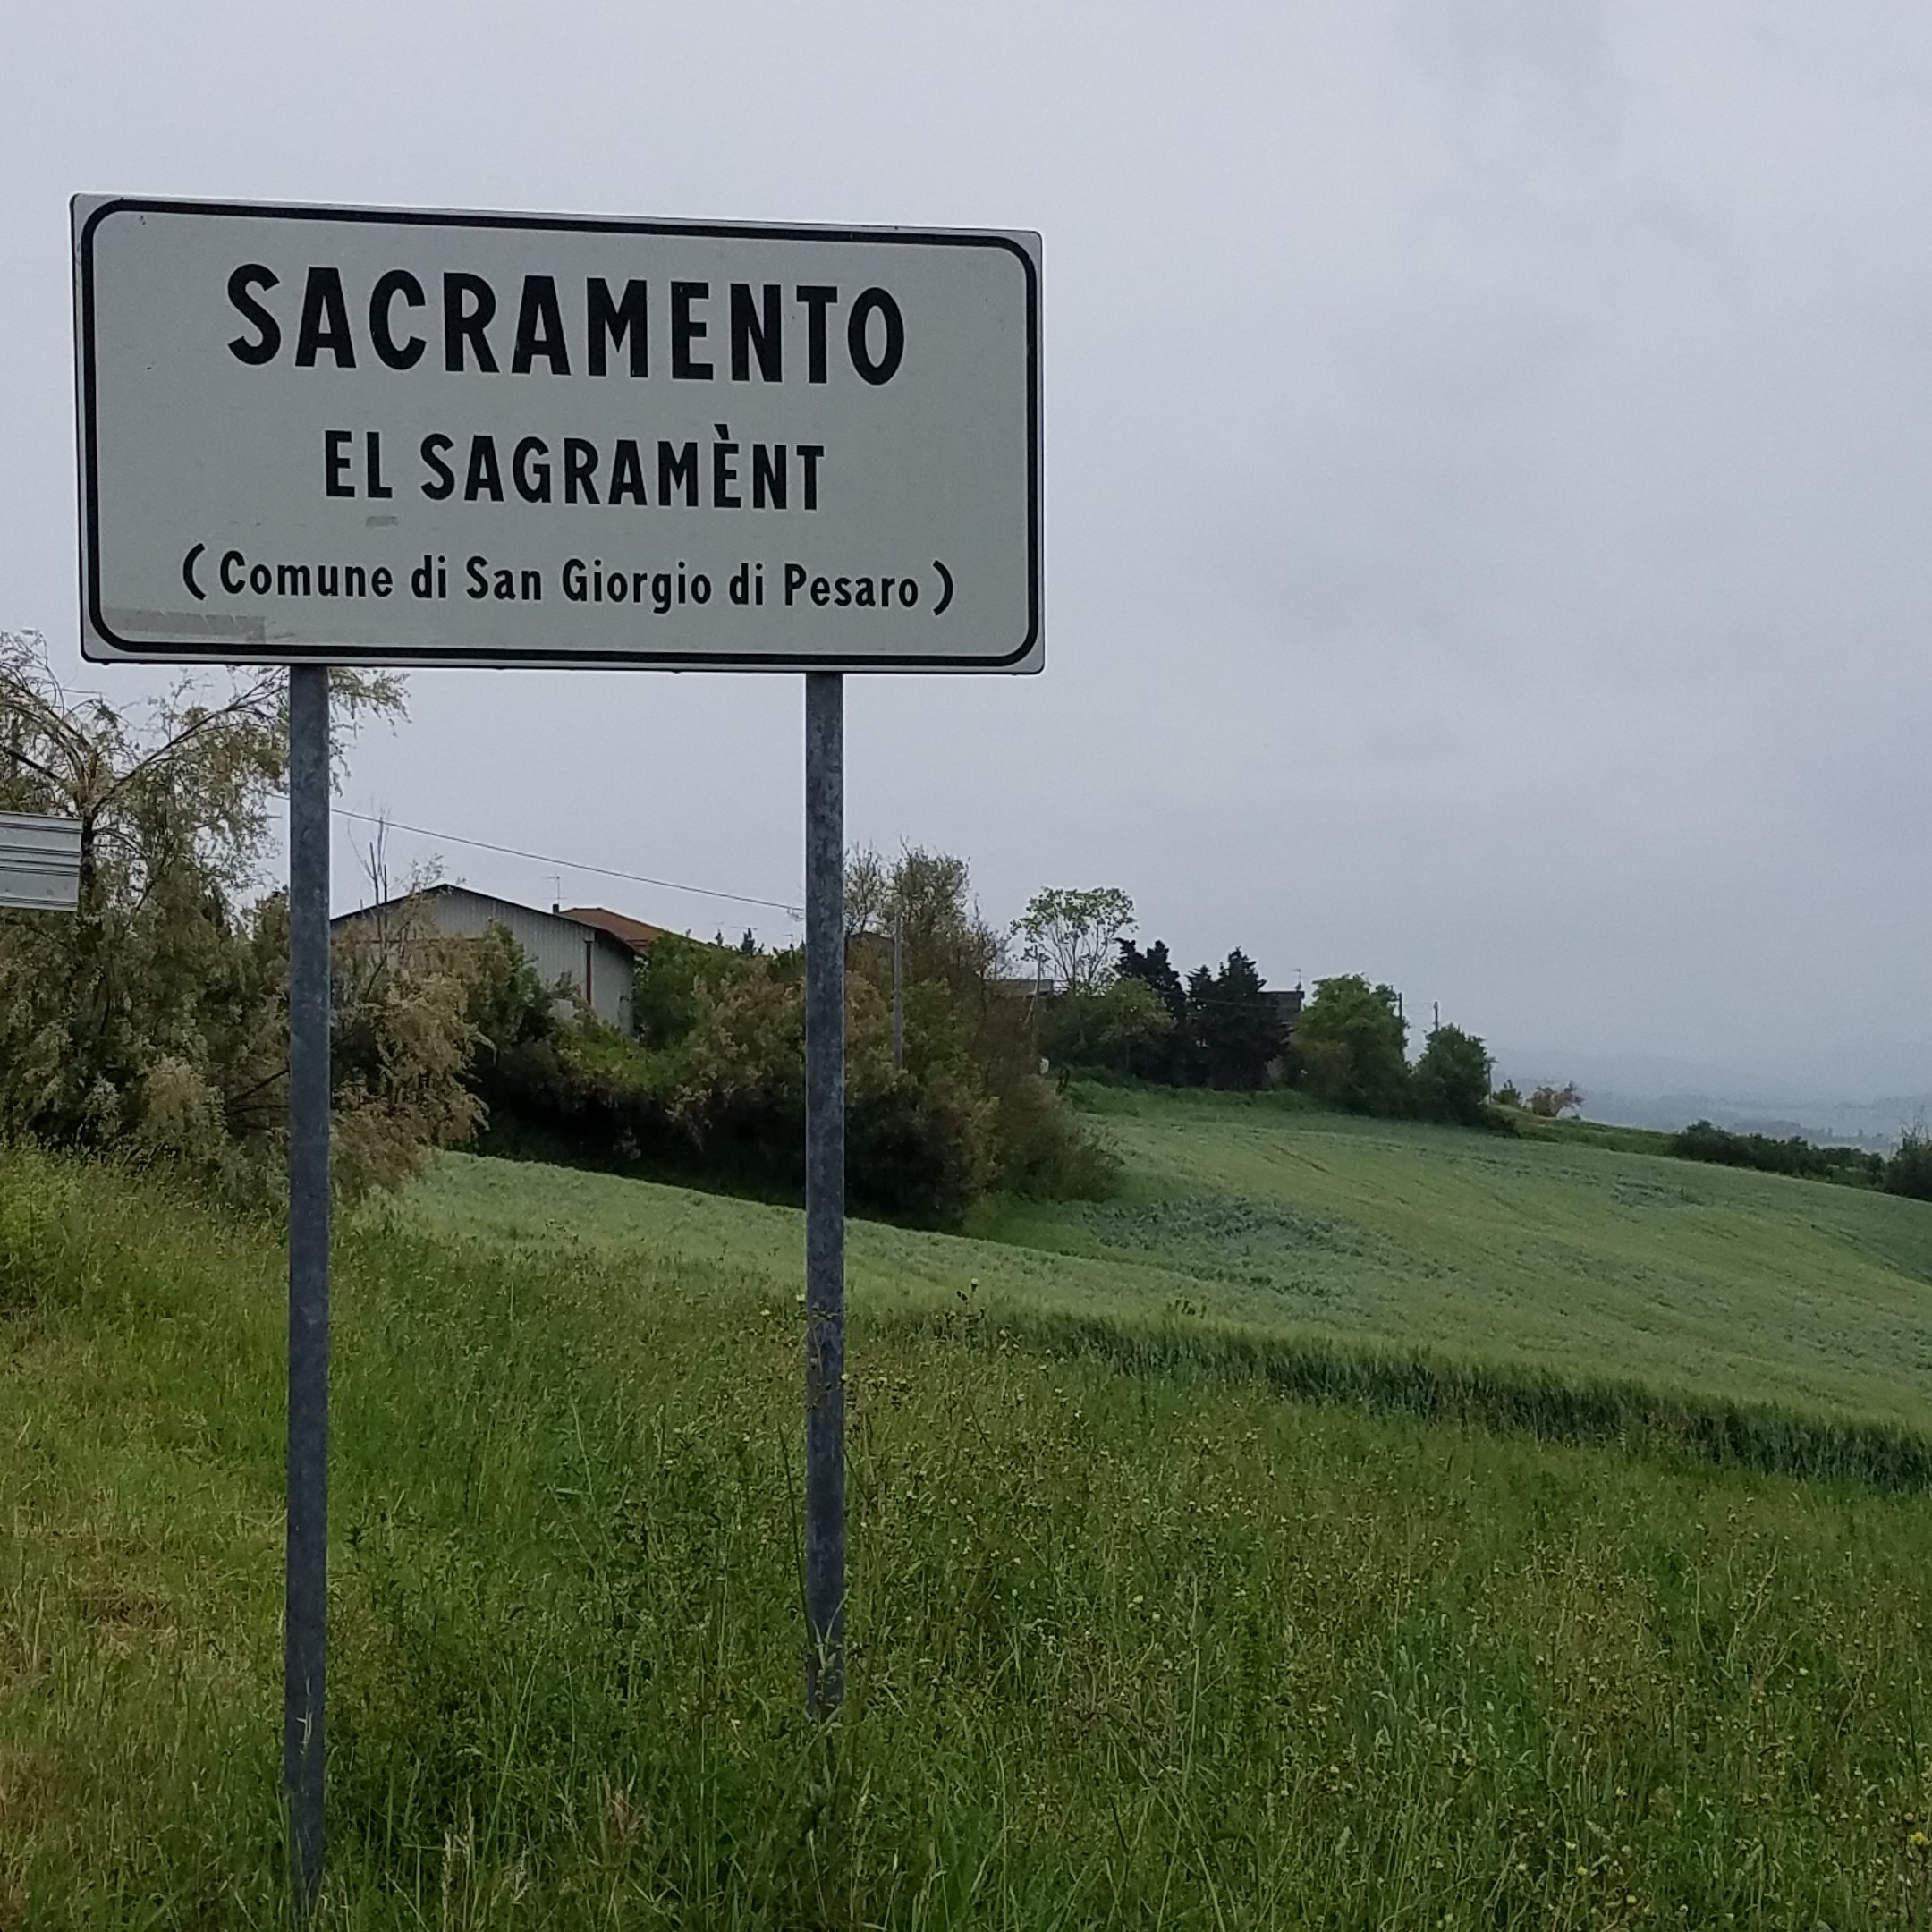 SACRAMENTO
EL SAGRAMÈNT
(Comune di San Giorgio di Pesaro)